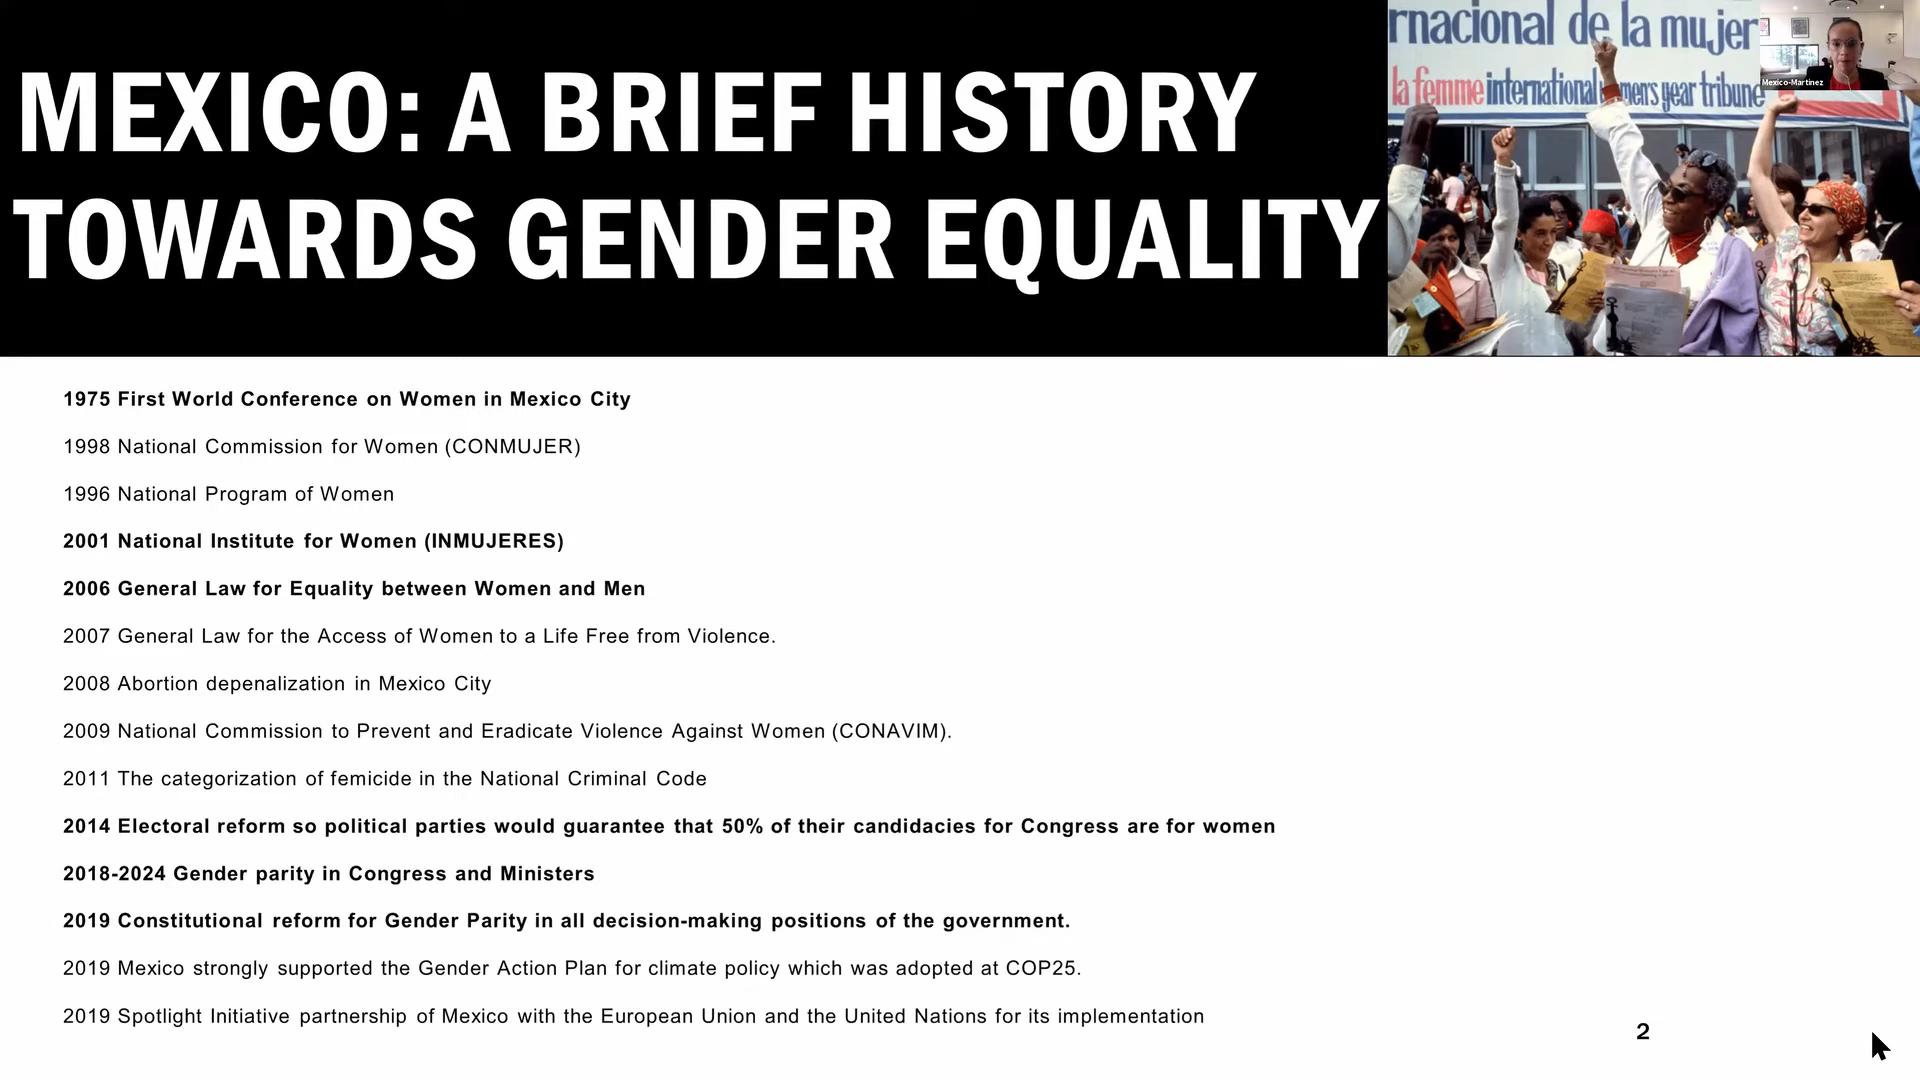 MEXICO: A BRIEF HISTORY
TOWARDS GENDER EQUALITY
rnacional de la mujer
la femme international men's year tribune
Mexico-Martinez
1975 First World Conference on Women in Mexico City
1998 National Commission for Women (CONMUJER)
1996 National Program of Women
2001 National Institute for Women (INMUJERES)
2006 General Law for Equality between Women and Men
2007 General Law for the Access of Women to a Life Free from Violence.
2008 Abortion depenalization in Mexico City
2009 National Commission to Prevent and Eradicate Violence Against Women (CONAVIM).
2011 The categorization of femicide in the National Criminal Code
2014 Electoral reform so political parties would guarantee that 50% of their candidacies for Congress are for women
2018-2024 Gender parity in Congress and Ministers
2019 Constitutional reform for Gender Parity in all decision-making positions of the government.
2019 Mexico strongly supported the Gender Action Plan for climate policy which was adopted at COP25.
2019 Spotlight Initiative partnership of Mexico with the European Union and the United Nations for its implementation
2